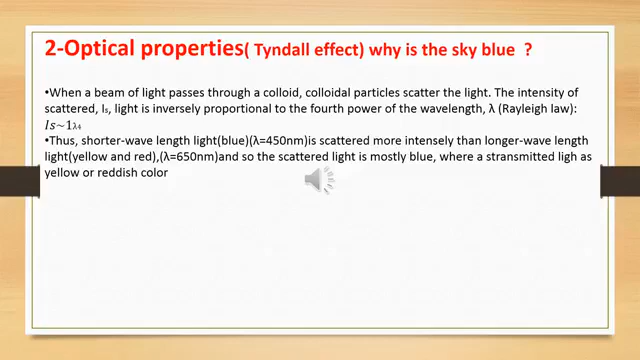 2-Optical properties( Tyndall effect) why is the sky blue ?
•When a beam of light passes through a colloid, colloidal particles scatter the light. The intensity of
scattered, Is, light is inversely proportional to the fourth power of the wavelength, λ (Rayleigh law):
Is~1λ4
•Thus, shorter-wave length light(blue)(λ=450nm)is scattered more intensely than longer-wave length
light(yellow and red),(λ=650nm)and so the scattered light is mostly blue, where a stransmitted ligh as
yellow or reddish color